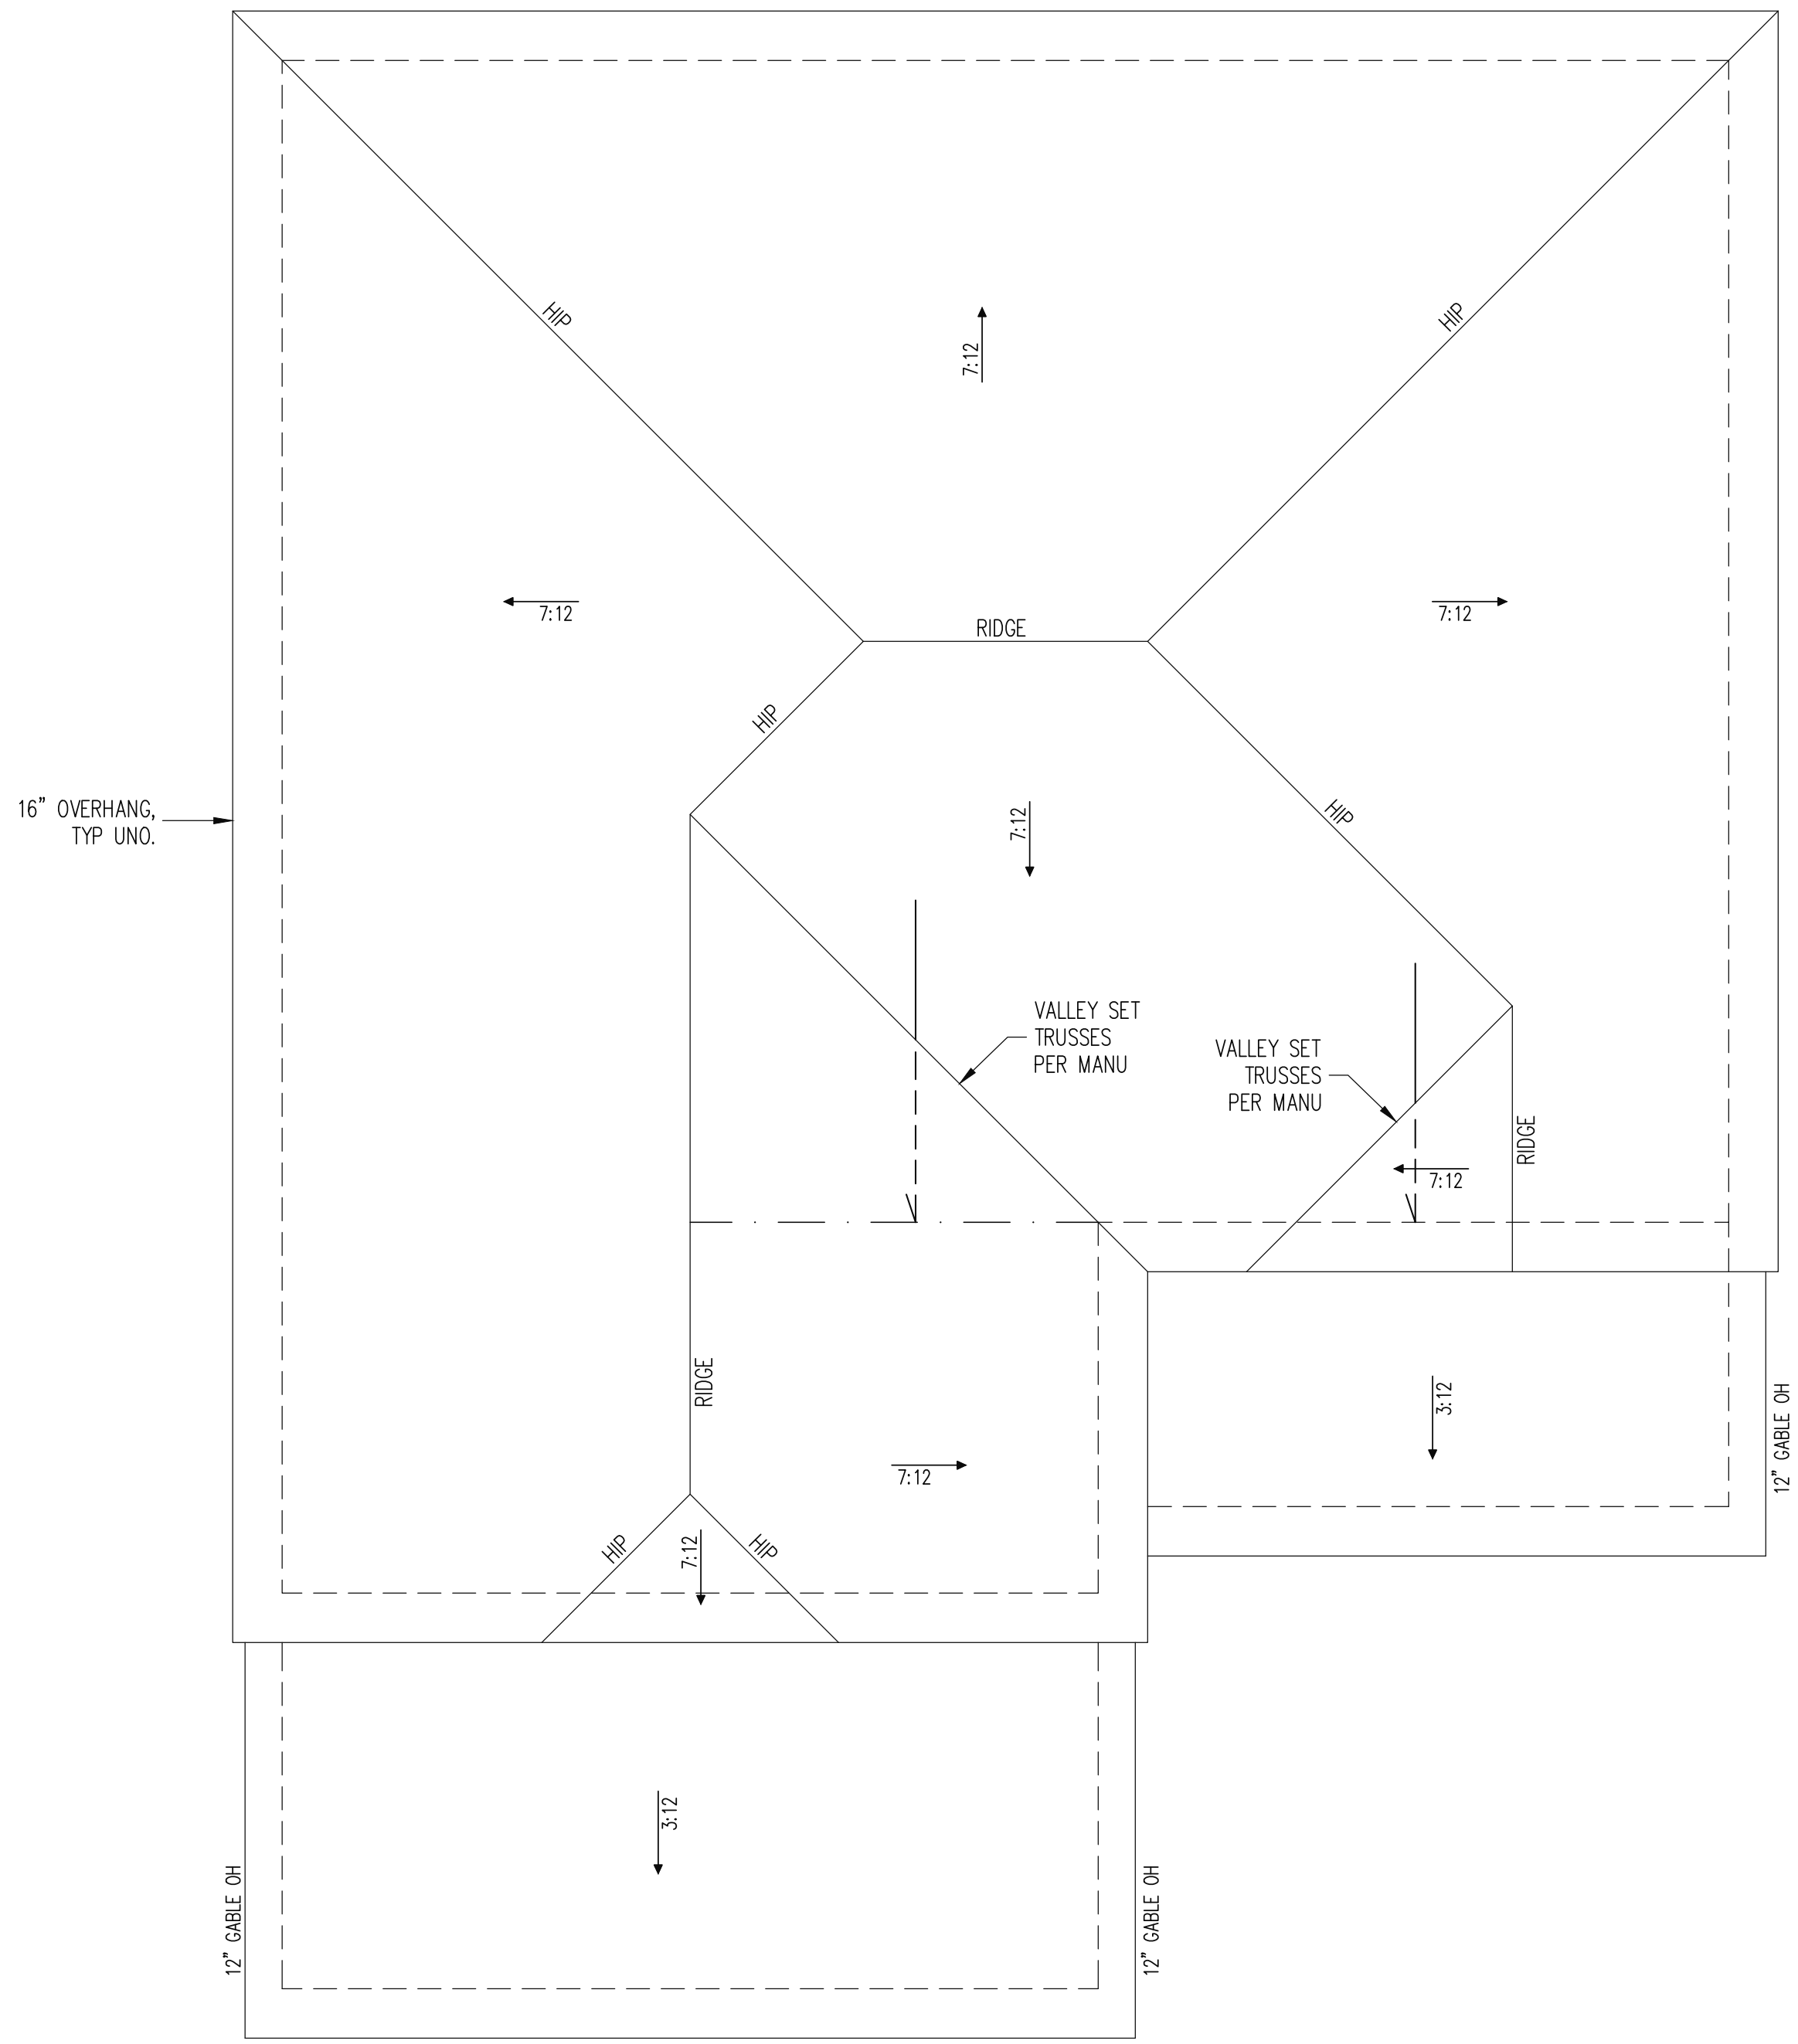 HIP
HIP
7:12
7:12
7:12
RIDGE
HIP
16" OVERHANG,
TYP UNO.
7:12
HIP
VALLEY SET
TRUSSES
PER MANU
VALLEY SET
TRUSSES
PER MANU
RIDGE
7:12
RIDGE
3:12
12" GABLE OH
7:12
HIP
7:12
HIP
3:12
12" GABLE OH
12" GABLE OH